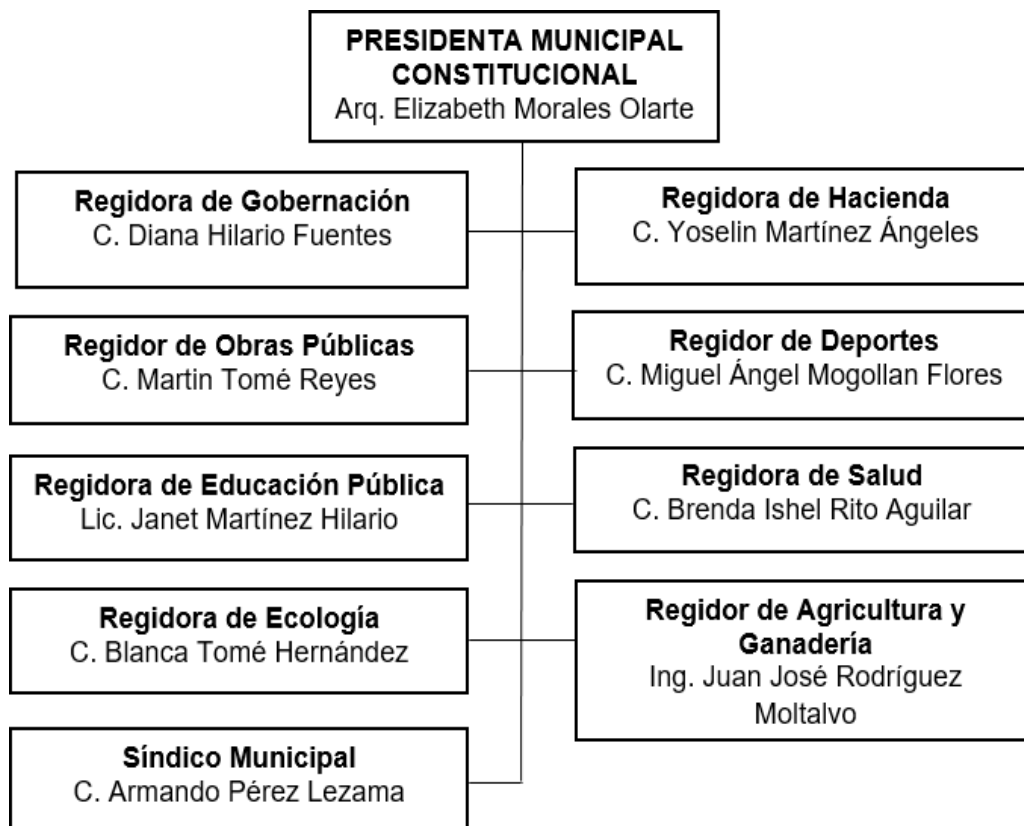 PRESIDENTA MUNICIPAL
CONSTITUCIONAL
Arq. Elizabeth Morales Olarte
Regidora de Gobernación
C. Diana Hilario Fuentes
Regidora de Hacienda
C. Yoselin Martínez Ángeles
Regidor de Obras Públicas
C. Martin Tomé Reyes
Regidor de Deportes
C. Miguel Ángel Mogollan Flores
Regidora de Educación Pública
Lic. Janet Martínez Hilario
Regidora de Salud
C. Brenda Ishel Rito Aguilar
Regidora de Ecología
C. Blanca Tomé Hernández
Regidor de Agricultura y
Ganadería
Ing. Juan José Rodríguez
Moltalvo
Síndico Municipal
C. Armando Pérez Lezama